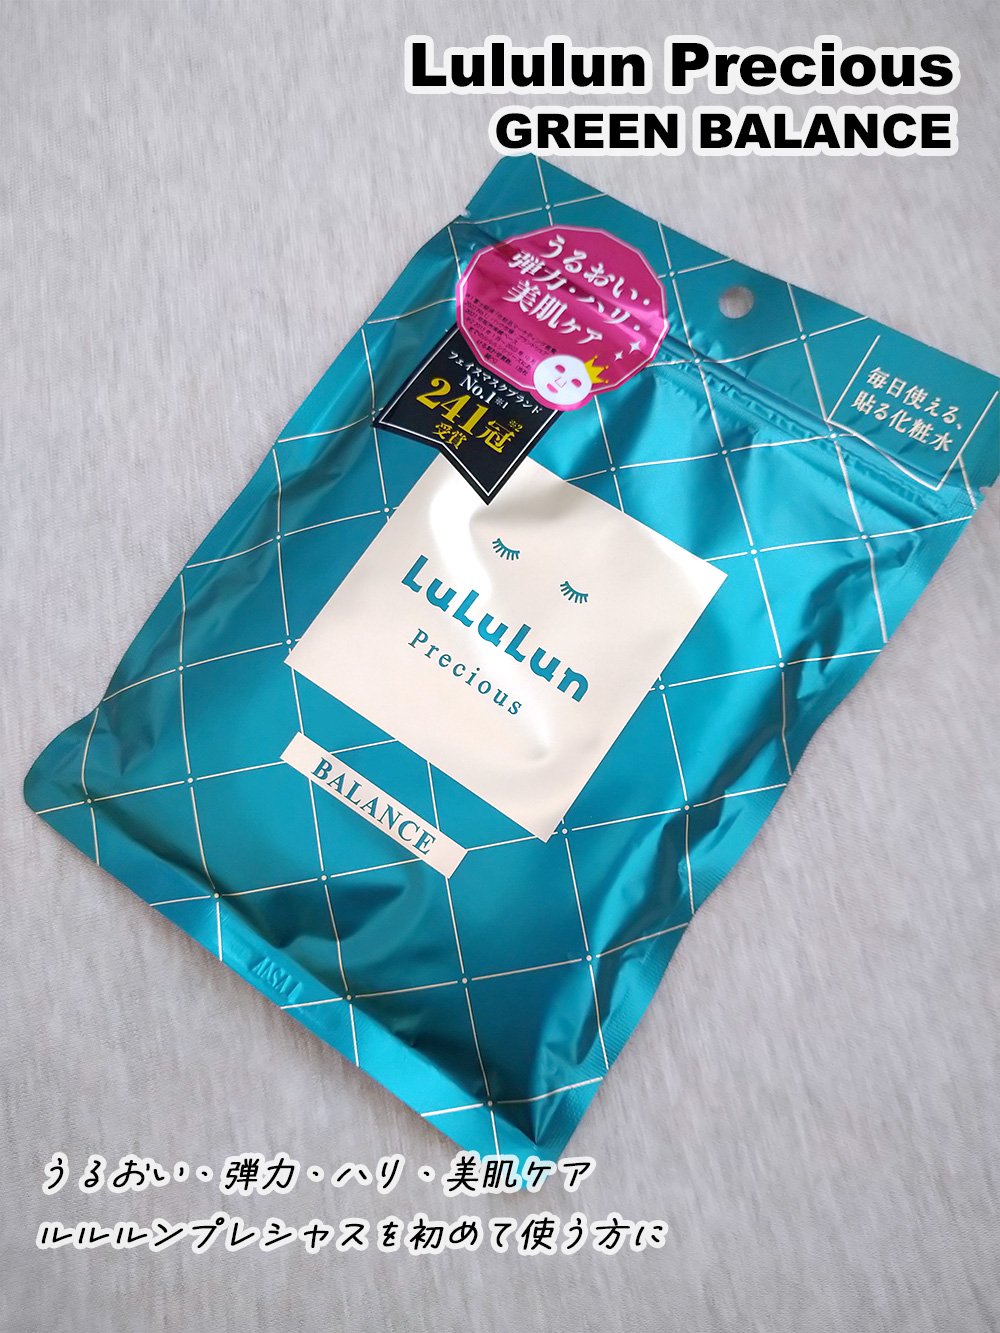 Lululun Precious
GREEN BALANCE
うるおい・
弾力・ハリ・
美肌ケア
フェイスマスクブランド
No.1※1
241冠※2
受賞
毎日使える、
貼る化粧水
LuLuLun
Precious
BALANCE
うるおい・弾力・ハリ・美肌ケア
ルルルンプレシャスを初めて使う方に